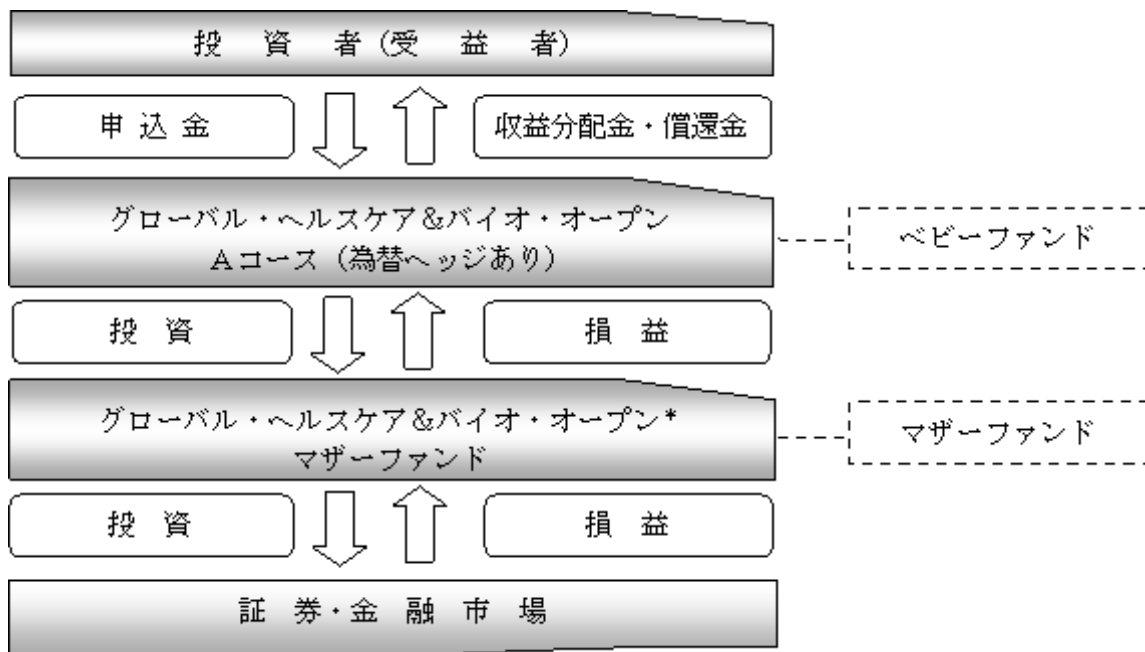 投資者(受益者)
申込金
収益分配金・償還金
グローバル・ヘルスケア&バイオ・オープン
Aコース(為替ヘッジあり)
ベビーファンド
投資
損益
グローバル・ヘルスケア&バイオ・オープン*
マザーファンド
マザーファンド
投資
損益
証券・金融市場